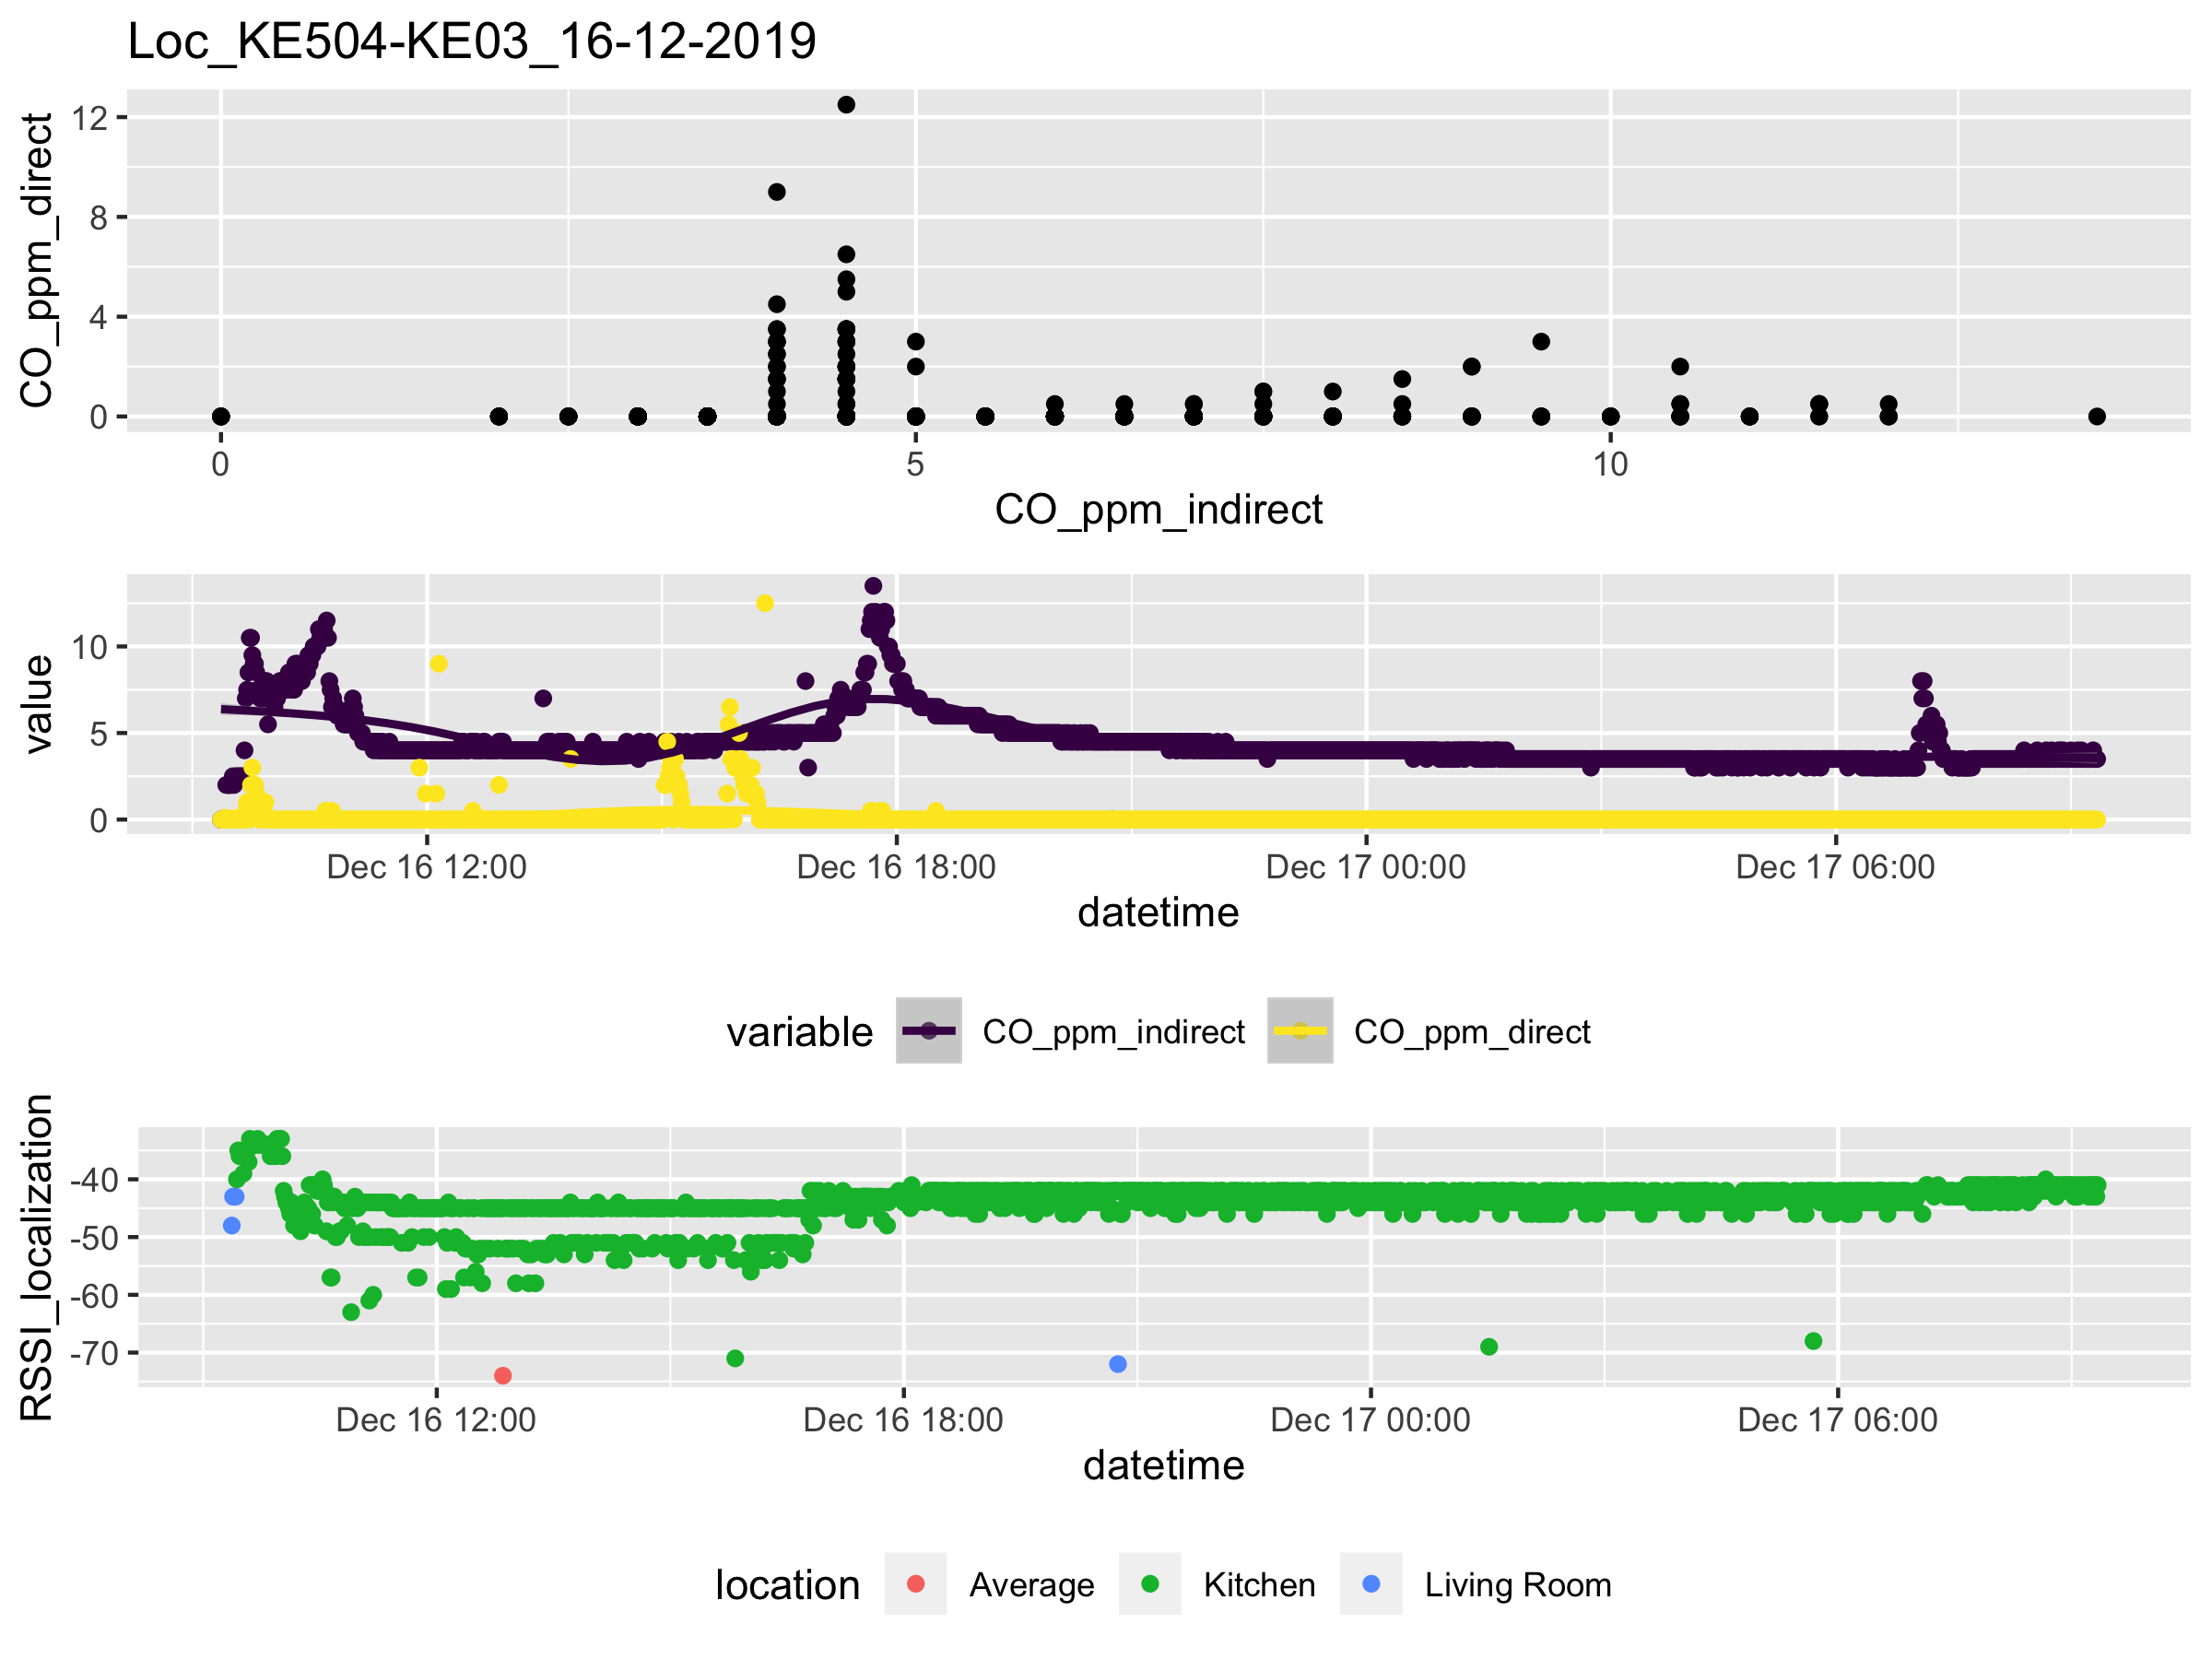 Loc_KE504-KE03_16-12-2019
CO_ppm_direct
12
8
4
0
0
5
10
CO_ppm_indirect
value
10
5
0
Dec 16 12:00
Dec 16 18:00
Dec 17 00:00
Dec 17 06:00
datetime
variable
CO_ppm_indirect
CO_ppm_direct
RSSI_localization
-40
-50
-60
-70
Dec 16 12:00
Dec 16 18:00
Dec 17 00:00
Dec 17 06:00
datetime
location
Average
Kitchen
Living Room